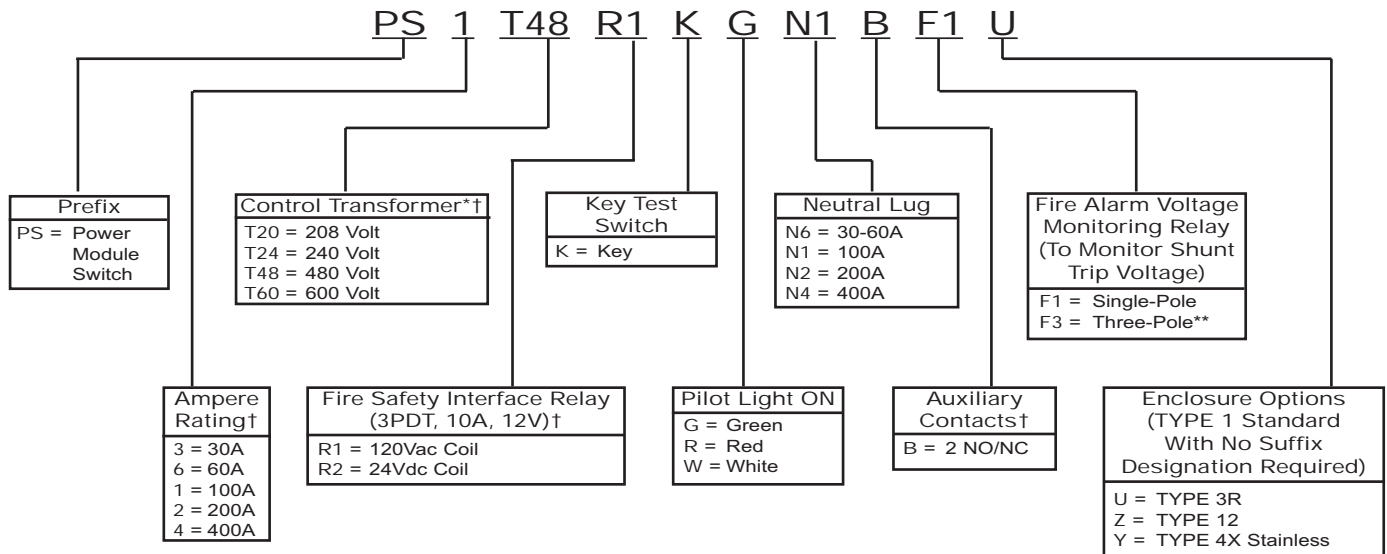 PS 1 T48 R1 K G N1 B F1 U
Prefix
PS = Power
Module
Switch
Control Transformer*†
T20 = 208 Volt
T24 = 240 Volt
T48 = 480 Volt
T60 = 600 Volt
Key Test
Switch
K = Key
Neutral Lug
N6 = 30-60A
N1 = 100A
N2 = 200A
N4 = 400A
Fire Alarm Voltage
Monitoring Relay
(To Monitor Shunt
Trip Voltage)
F1 = Single-Pole
F3 = Three-Pole**
Ampere
Rating†
3 = 30A
6 = 60A
1 = 100A
2 = 200A
4 = 400A
Fire Safety Interface Relay
(3PDT, 10A, 12V)†
R1 = 120Vac Coil
R2 = 24Vdc Coil
Pilot Light ON
G = Green
R = Red
W = White
Auxiliary
Contacts†
B = 2 NO/NC
Enclosure Options
(TYPE 1 Standard
With No Suffix
Designation Required)
U = TYPE 3R
Z = TYPE 12
Y = TYPE 4X Stainless